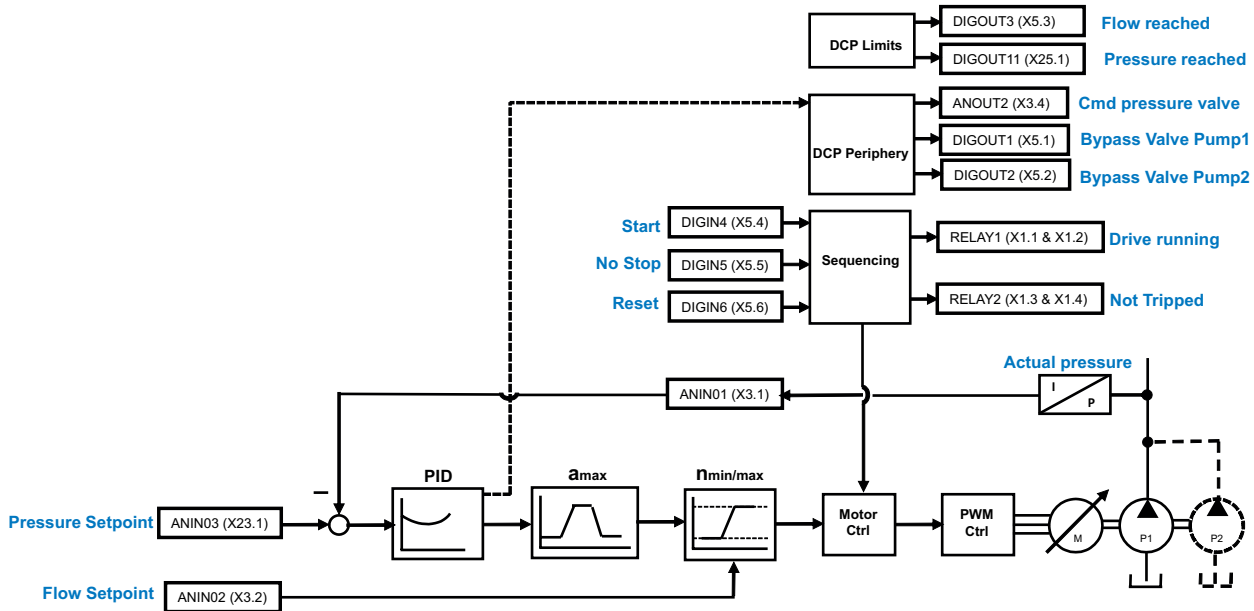 DCP Limits
DIGOUT3 (X5.3)
Flow reached
DIGOUT11 (X25.1)
Pressure reached
DCP Periphery
ANOUT2 (X3.4)
Cmd pressure valve
DIGOUT1 (X5.1)
Bypass Valve Pump1
DIGOUT2 (X5.2)
Bypass Valve Pump2
Start
DIGIN4 (X5.4)
No Stop
DIGIN5 (X5.5)
Reset
DIGIN6 (X5.6)
Sequencing
RELAY1 (X1.1 & X1.2)
Drive running
RELAY2 (X1.3 & X1.4)
Not Tripped
Actual pressure
ANIN01 (X3.1)
I
P
PID
amax
nmin/max
–
Pressure Setpoint
ANIN03 (X23.1)
Motor
Ctrl
PWM
Ctrl
M
P1
P2
Flow Setpoint
ANIN02 (X3.2)